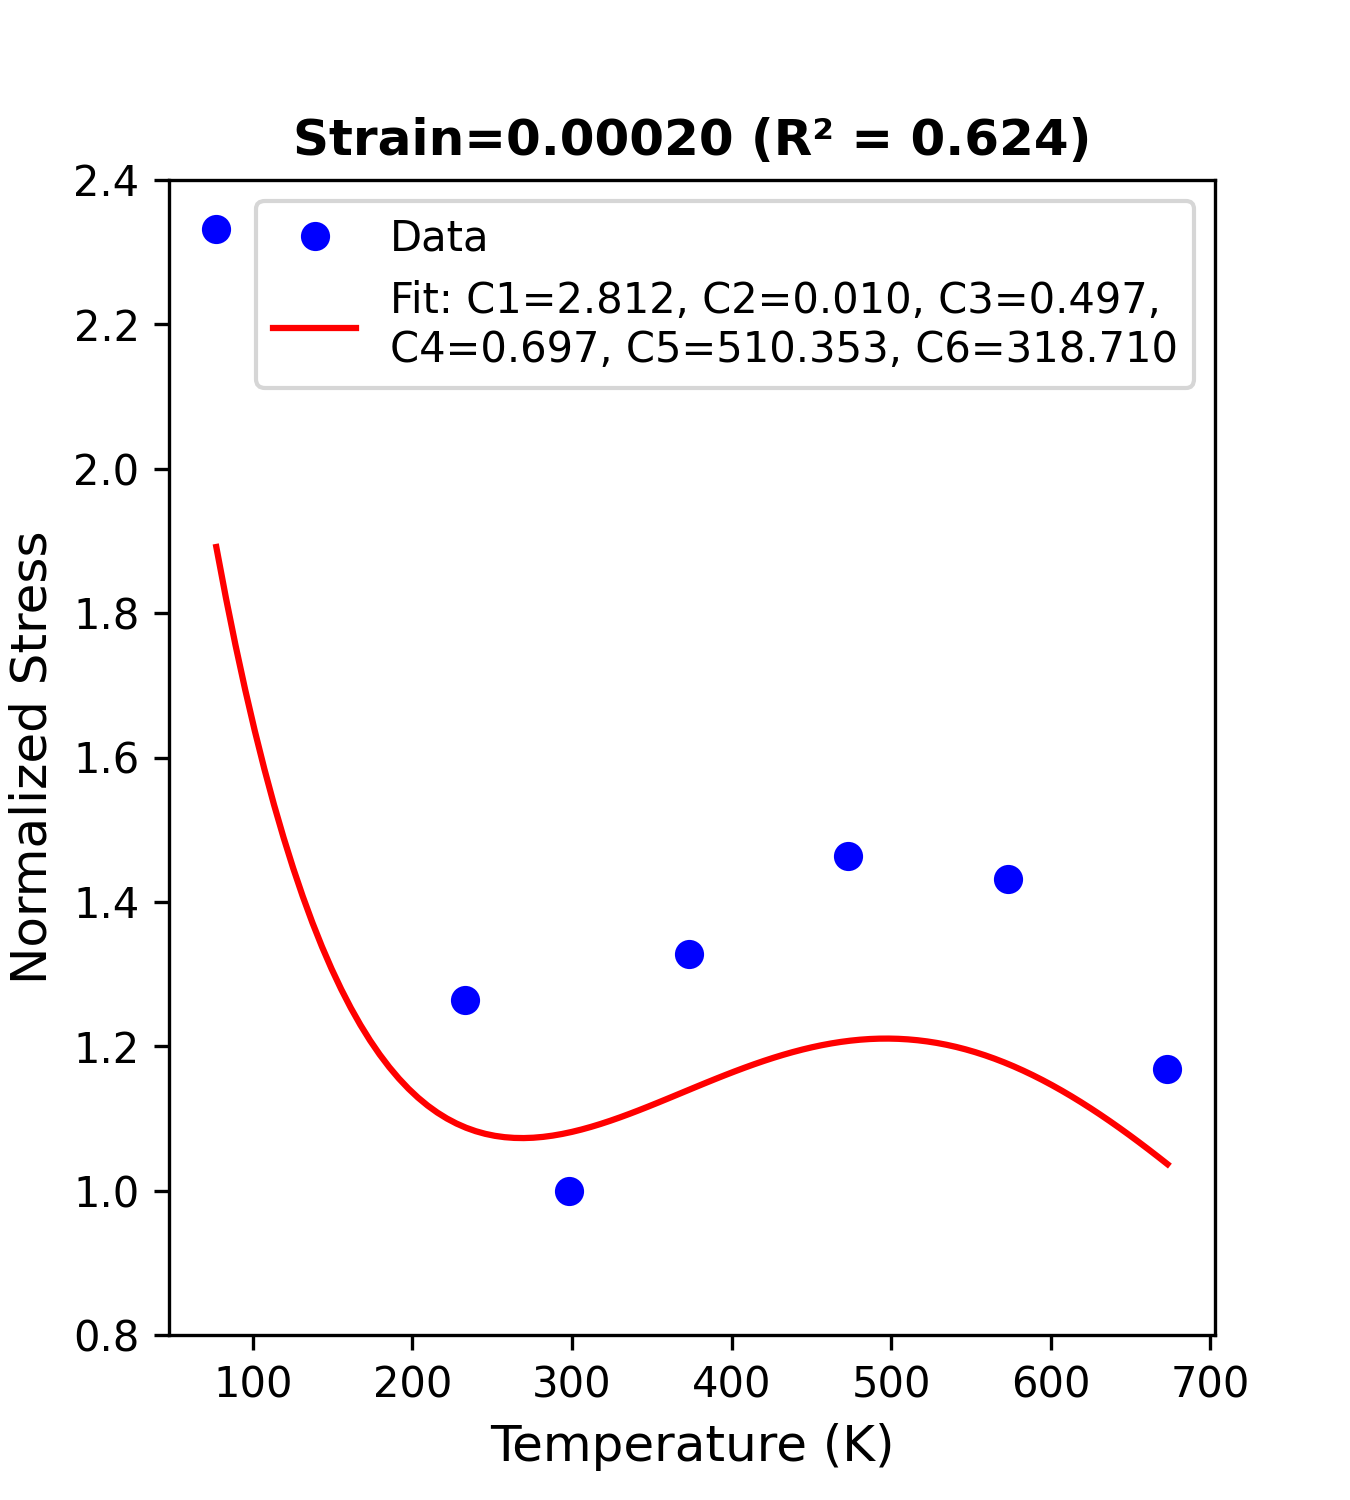 Strain=0.00020 (R² = 0.624)
2.4
2.2
2.0
1.8
1.6
1.4
1.2
1.0
0.8
Normalized Stress
Data
Fit: C1=2.812, C2=0.010, C3=0.497,
C4=0.697, C5=510.353, C6=318.710
100 200 300 400 500 600 700
Temperature (K)